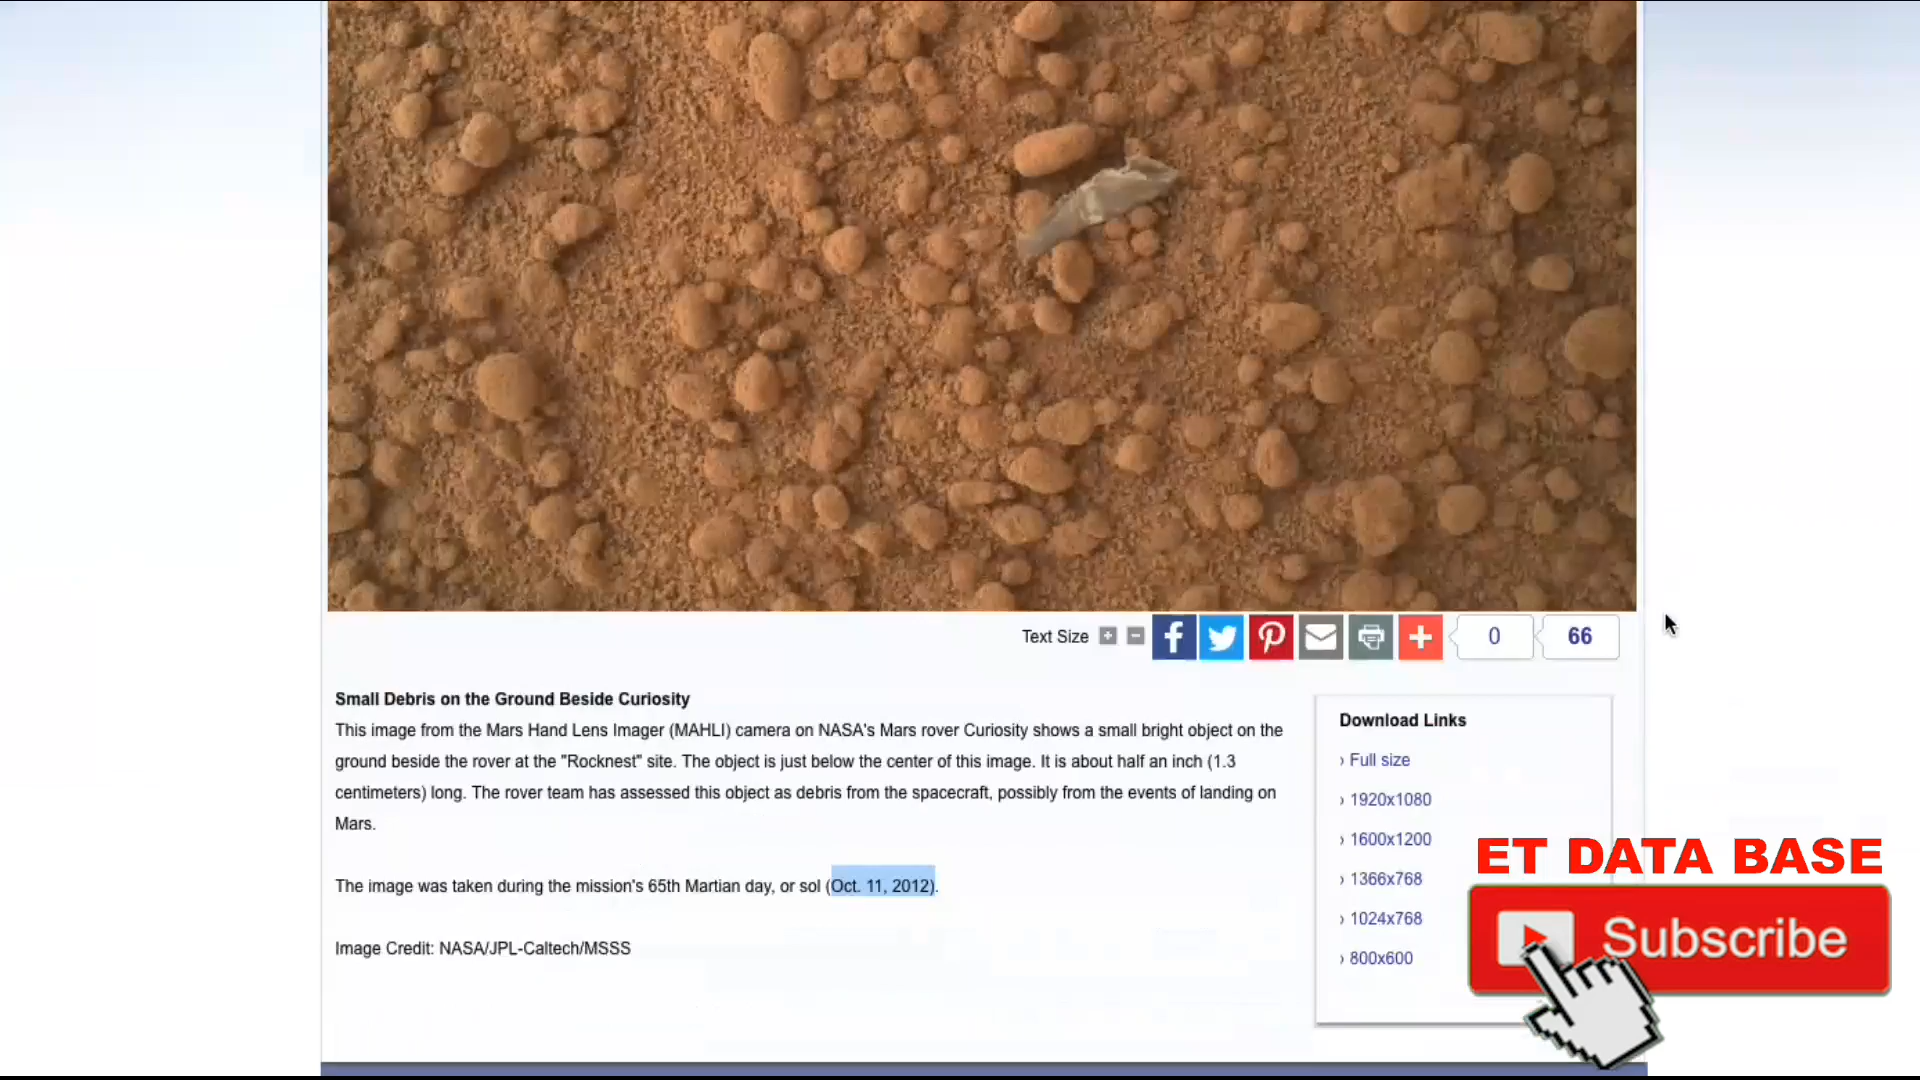 Text Size
0
66
Small Debris on the Ground Beside Curiosity
This image from the Mars Hand Lens Imager (MAHLI) camera on NASA's Mars rover Curiosity shows a small bright object on the
ground beside the rover at the "Rocknest" site. The object is just below the center of this image. It is about half an inch (1.3
centimeters) long. The rover team has assessed this object as debris from the spacecraft, possibly from the events of landing on
Mars.
The image was taken during the mission's 65th Martian day, or sol (Oct. 11, 2012).
Image Credit: NASA/JPL-Caltech/MSSS
Download Links
› Full size
› 1920x1080
› 1600x1200
› 1366x768
› 1024x768
› 800x600
ET DATA BASE
Subscribe